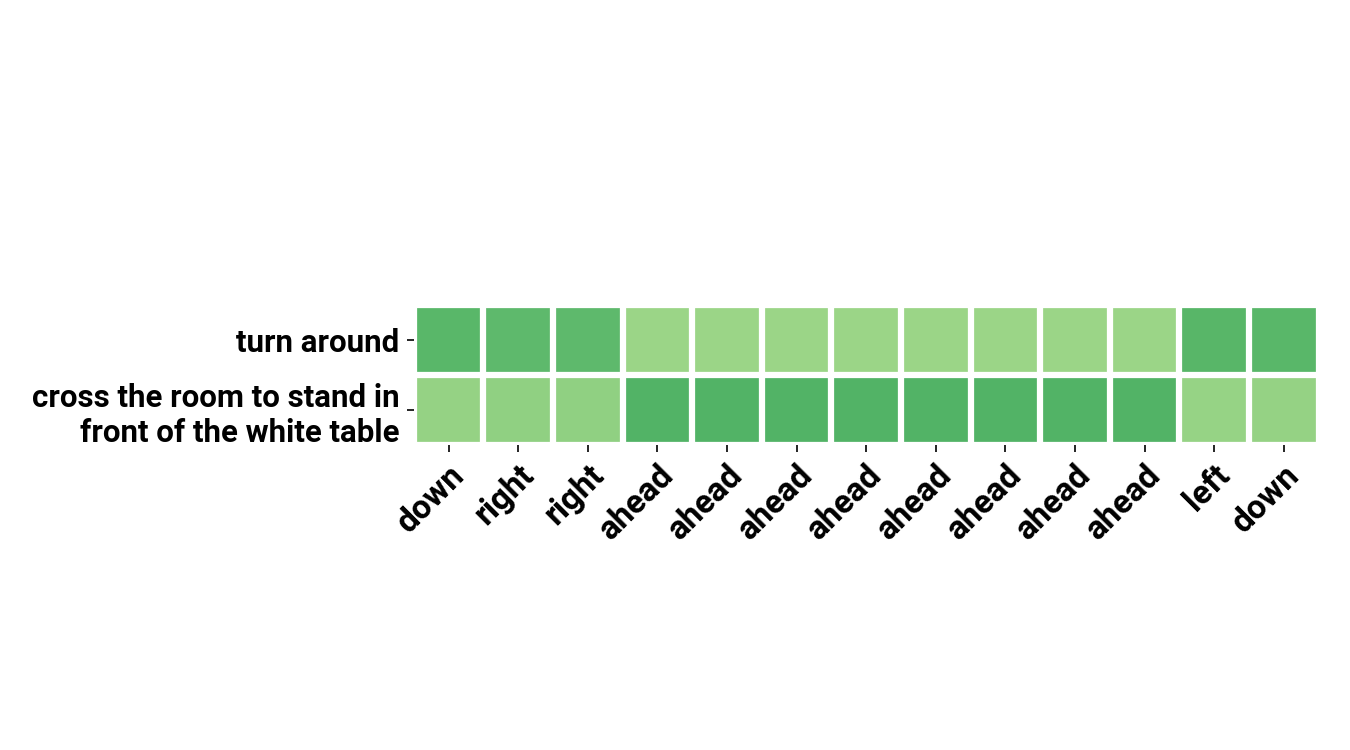 turn around
cross the room to stand in
front of the white table
down right right ahead ahead ahead ahead ahead ahead ahead ahead left down